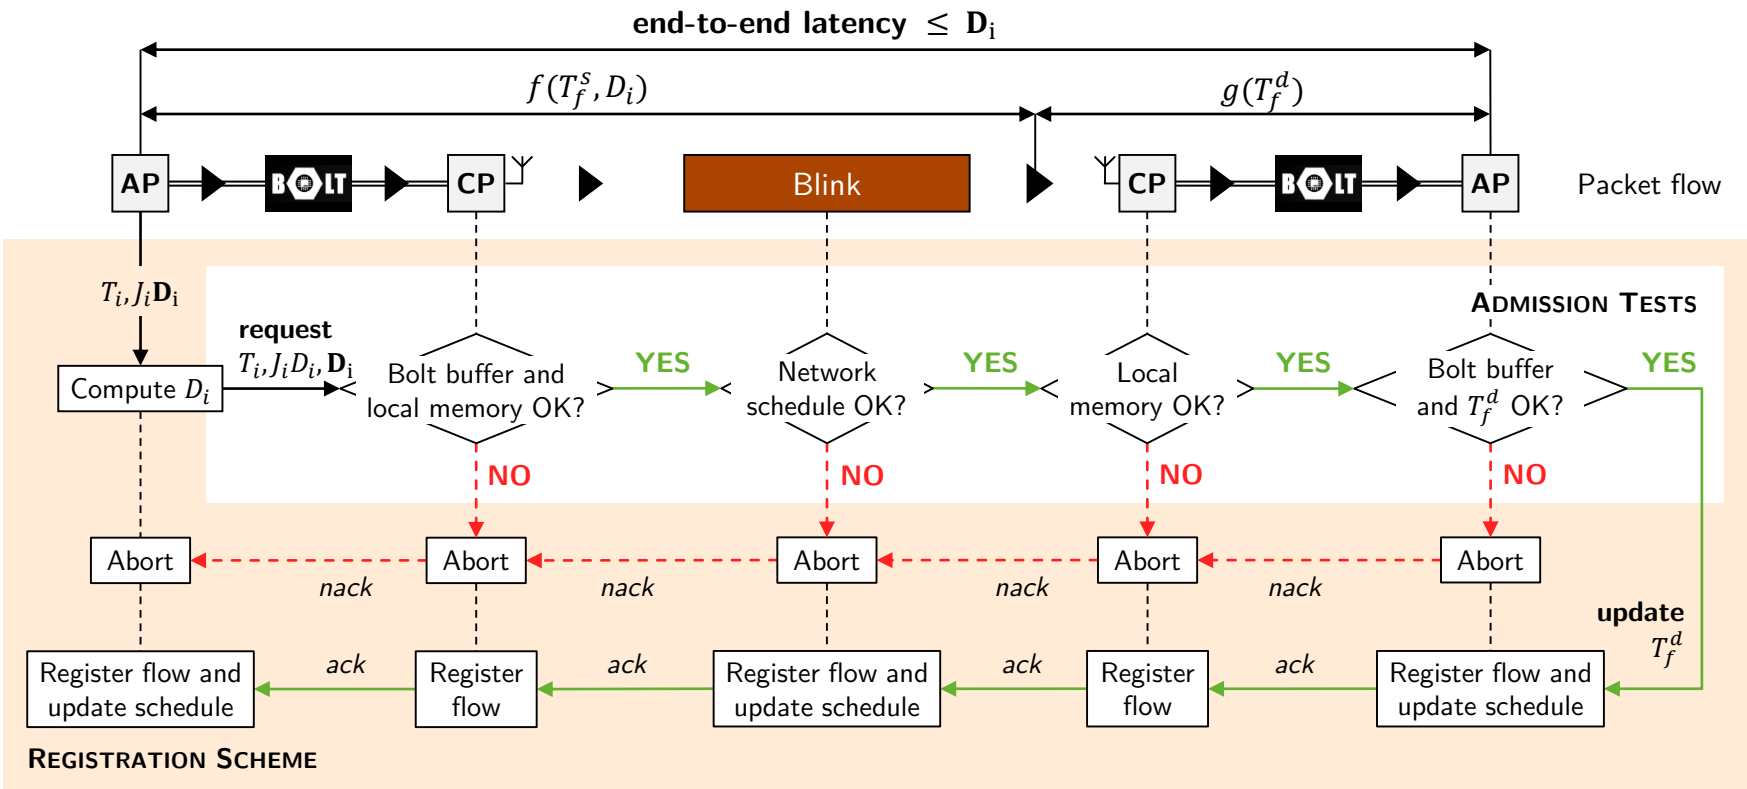 end-to-end latency ≤ D_i
f(T_f^s, D_i)
g(T_f^d)
AP
BOLT
CP
Blink
CP
BOLT
AP
Packet flow
T_i, J_i D_i
ADMISSION TESTS
request
T_i, J_i D_i, D_i
Compute D_i
Bolt buffer and
local memory OK?
YES
Network
schedule OK?
YES
Local
memory OK?
YES
Bolt buffer
and T_f^d OK?
YES
NO
NO
NO
NO
Abort
Abort
Abort
Abort
Abort
nack
nack
nack
nack
update
T_f^d
Register flow and
update schedule
ack
Register
flow
ack
Register flow and
update schedule
ack
Register
flow
ack
Register flow and
update schedule
REGISTRATION SCHEME